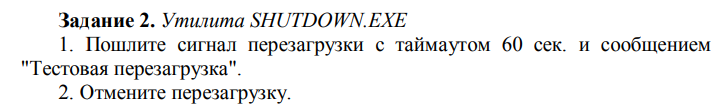 Задание 2. Утилита SHUTDOWN.EXE
1. Пошлите сигнал перезагрузки с таймаутом 60 сек. и сообщением
"Тестовая перезагрузка".
2. Отмените перезагрузку.